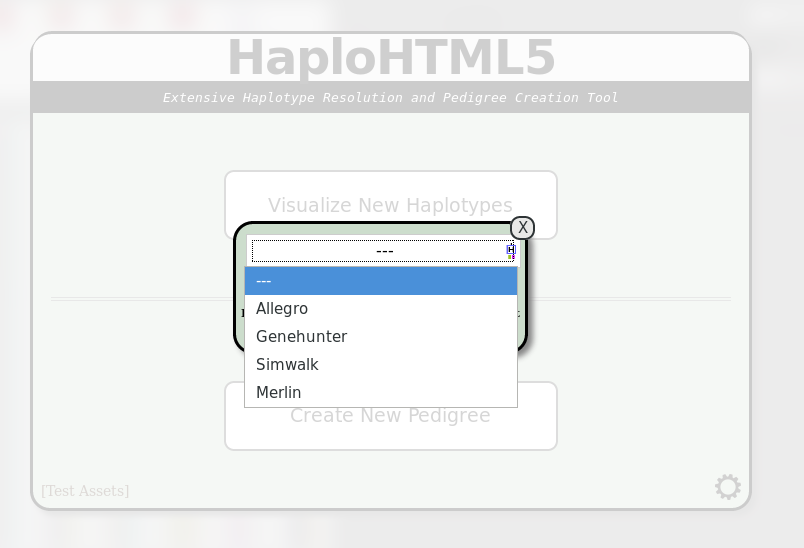 HaploHTML5
Extensive Haplotype Resolution and Pedigree Creation Tool
Visualize New Haplotypes
X
---
H
---
Allegro
Genehunter
Simwalk
Merlin
Create New Pedigree
[Test Assets]